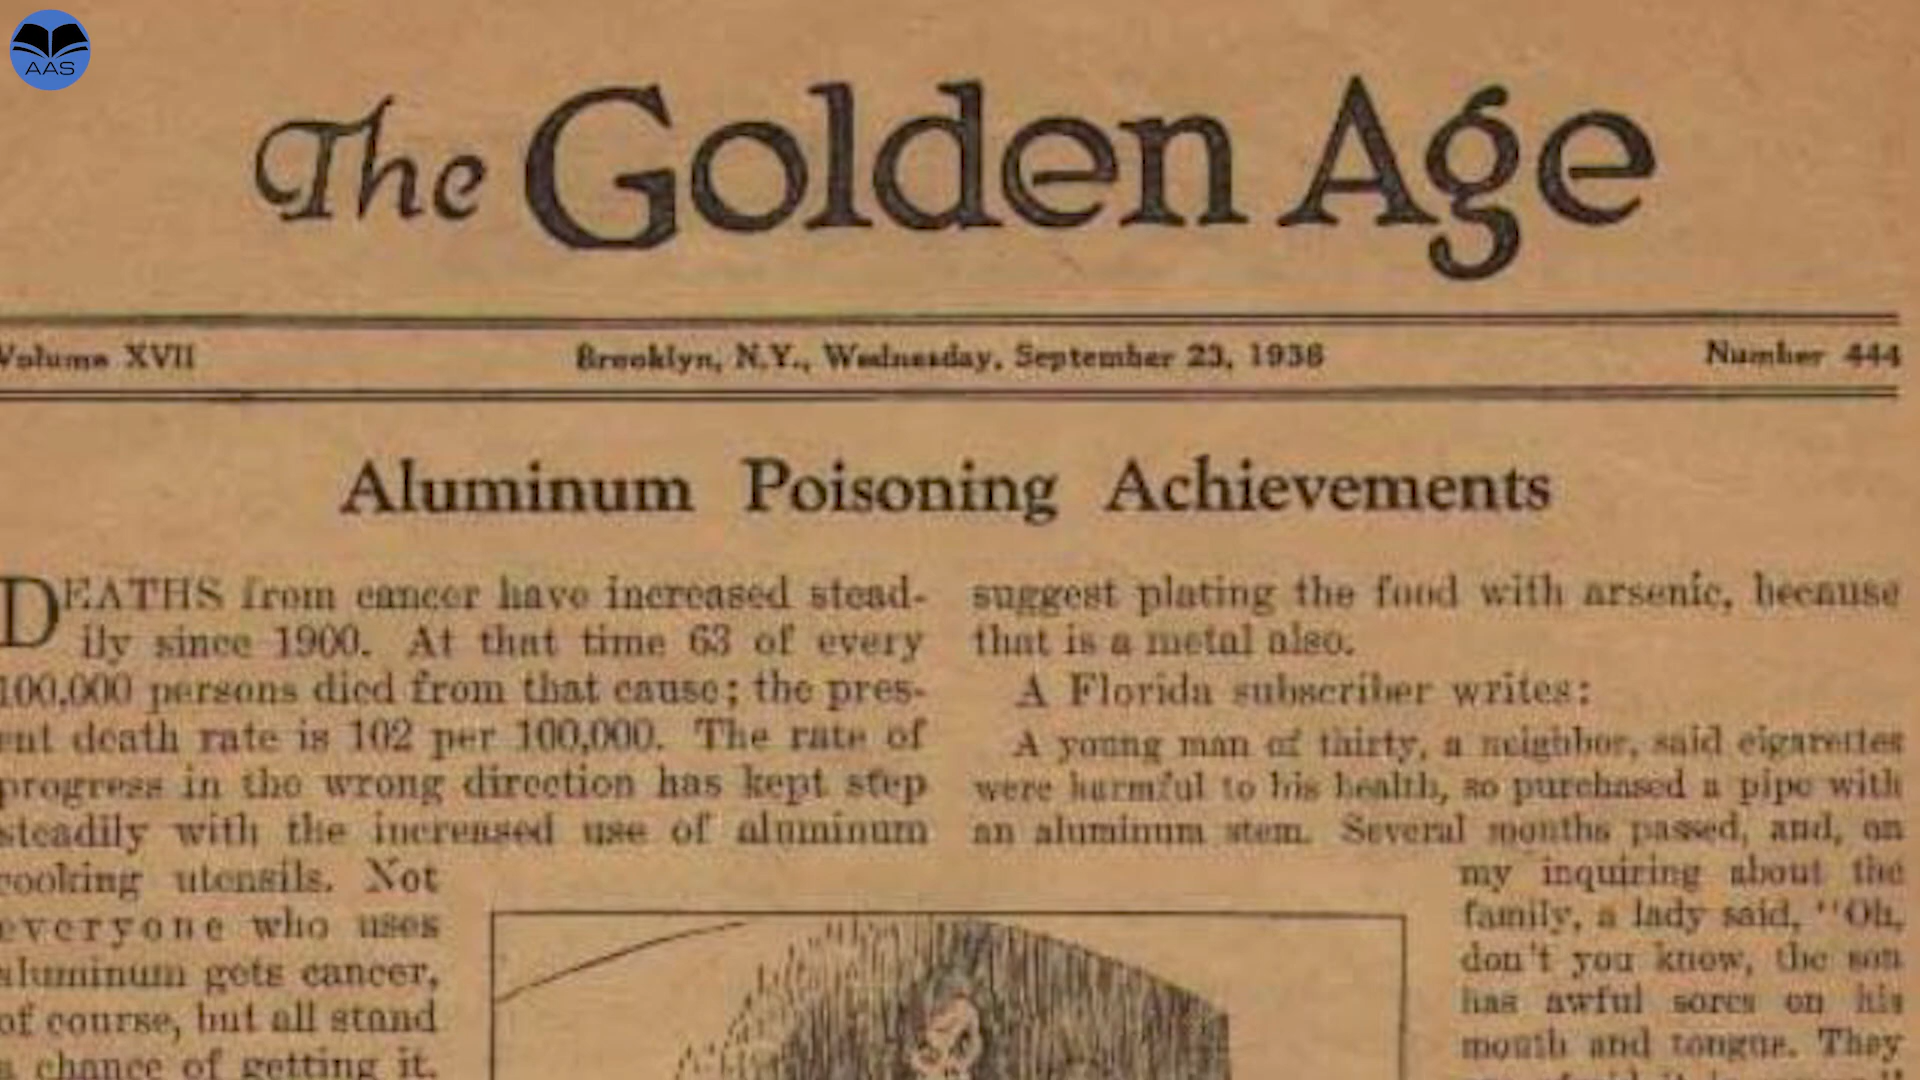 AAS
The Golden Age
Volume XVII Brooklyn, N.Y., Wednesday, September 23, 1936 Number 444
Aluminum Poisoning Achievements
DEATHS from cancer have increased stead-
ily since 1900. At that time 63 of every
100,000 persons died from that cause; the pres-
ent death rate is 102 per 100,000. The rate of
progress in the wrong direction has kept step
steadily with the increased use of aluminum
cooking utensils. Not
everyone who uses
aluminum gets cancer,
of course, but all stand
a chance of getting it.
suggest plating the food with arsenic, because
that is a metal also.
A Florida subscriber writes:
A young man of thirty, a neighbor, said cigarettes
were harmful to his health, so purchased a pipe with
an aluminum stem. Several months passed, and, on
my inquiring about the
family, a lady said, "Oh,
don't you know, the son
has awful sores on his
mouth and tongue. They